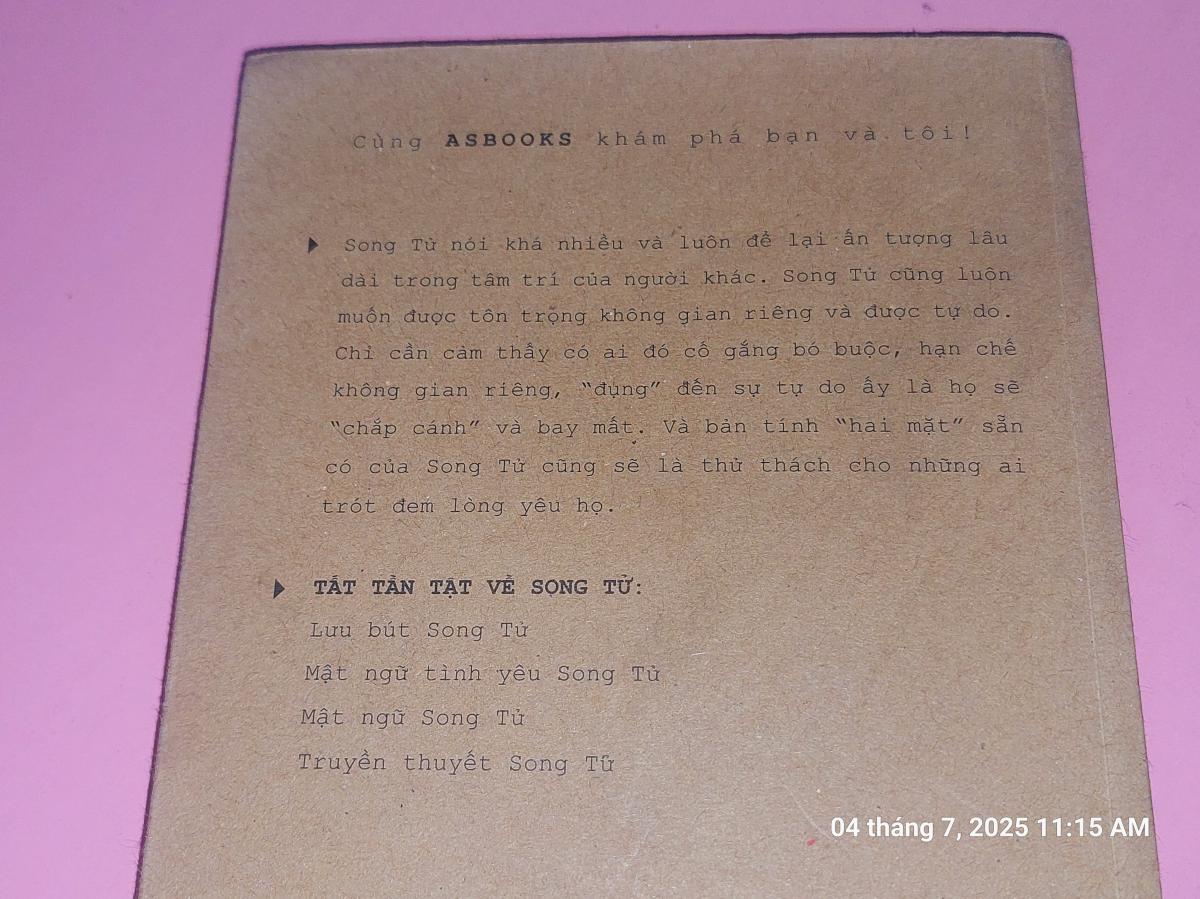 Cùng ASBOOKS khám phá bạn và tôi!
Song Tử nói khá nhiều và luôn để lại ấn tượng lâu
dài trong tâm trí của người khác. Song Tử cũng luôn
muốn được tôn trọng không gian riêng và được tự do.
Chỉ cần cảm thấy có ai đó cố gắng bó buộc, hạn chế
không gian riêng, “đụng” đến sự tự do ấy là họ sẽ
“chắp cánh” và bay mất. Và bản tính “hai mặt” sẵn
có của Song Tử cũng sẽ là thử thách cho những ai
trót đem lòng yêu họ.
TẤT TẦN TẬT VỀ SONG TỬ:
Lưu bút Song Tử
Mật ngữ tình yêu Song Tử
Mật ngữ Song Tử
Truyền thuyết Song Tử
04 tháng 7, 2025 11:15 AM